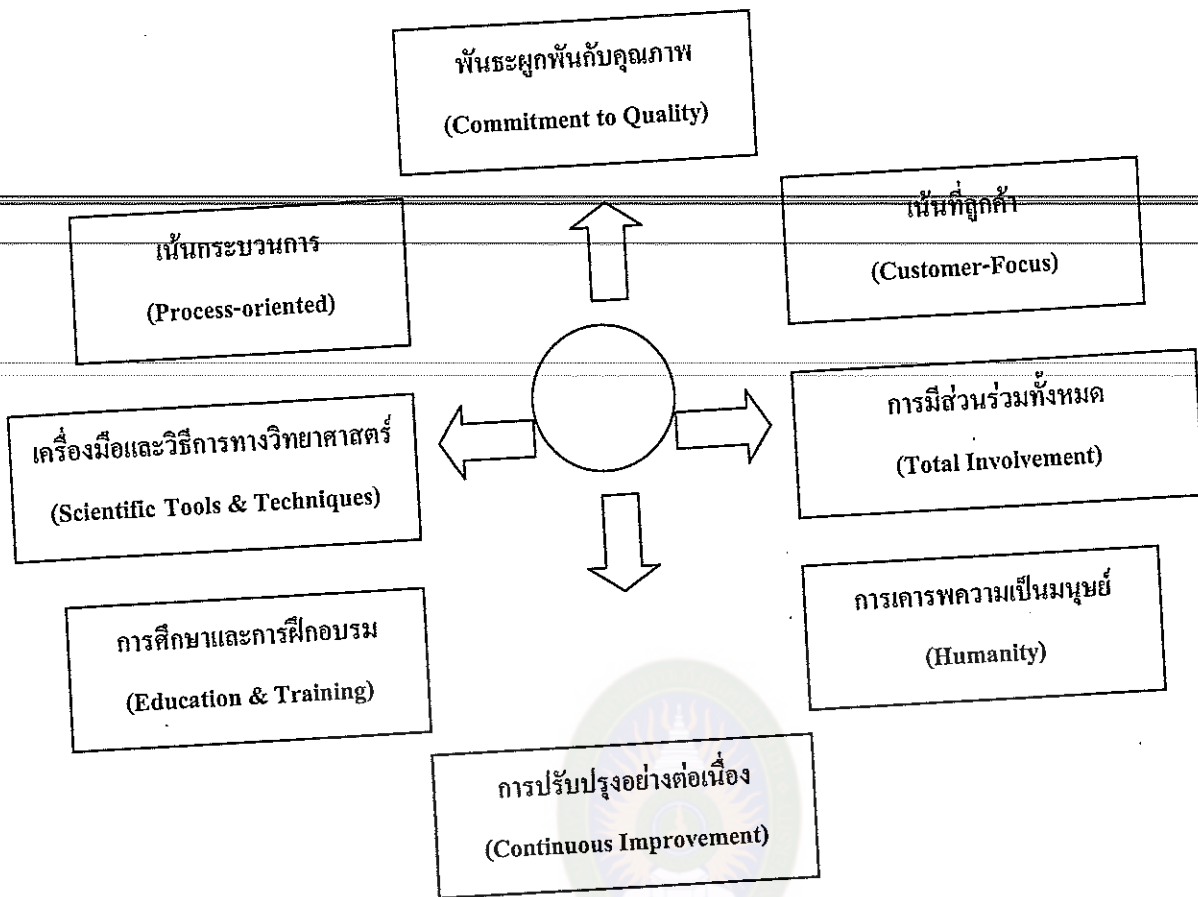 พันธะผูกพันกับคุณภาพ
(Commitment to Quality)
เน้นที่ลูกค้า
(Customer-Focus)
เน้นกระบวนการ
(Process-oriented)
การมีส่วนร่วมทั้งหมด
(Total Involvement)
เครื่องมือและวิธีการทางวิทยาศาสตร์
(Scientific Tools & Techniques)
การเคารพความเป็นมนุษย์
(Humanity)
การศึกษาและการฝึกอบรม
(Education & Training)
การปรับปรุงอย่างต่อเนื่อง
(Continuous Improvement)